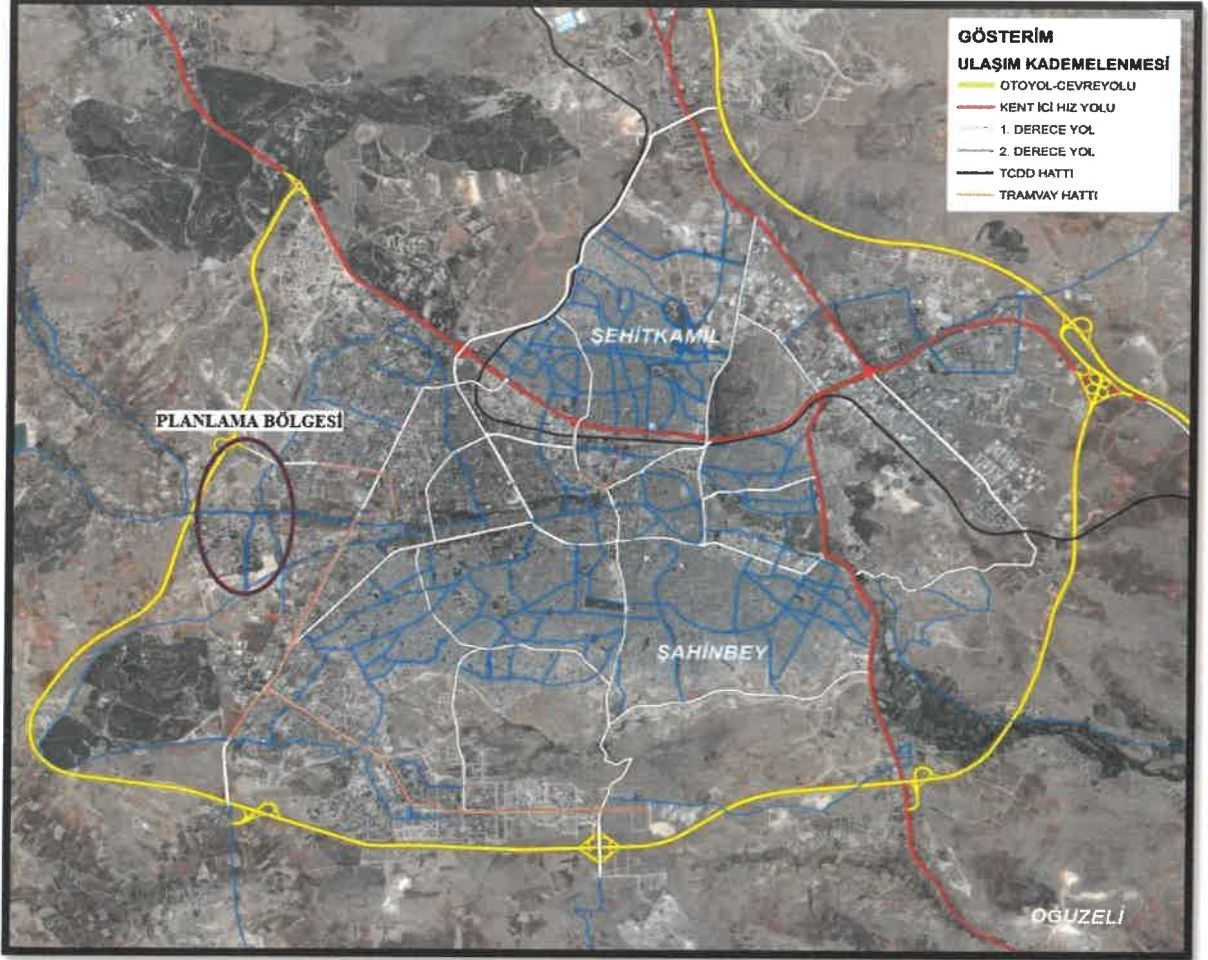 GÖSTERİM
ULAŞIM KADEMELENMESİ
OTOYOL-ÇEVREYOLU
KENT İCİ HIZ YOLU
1. DERECE YOL
2. DERECE YOL
TCDD HATTI
TRAMVAY HATTI
ŞEHİTKAMİL
PLANLAMA BÖLGESİ
ŞAHİNBEY
OĞUZELİ